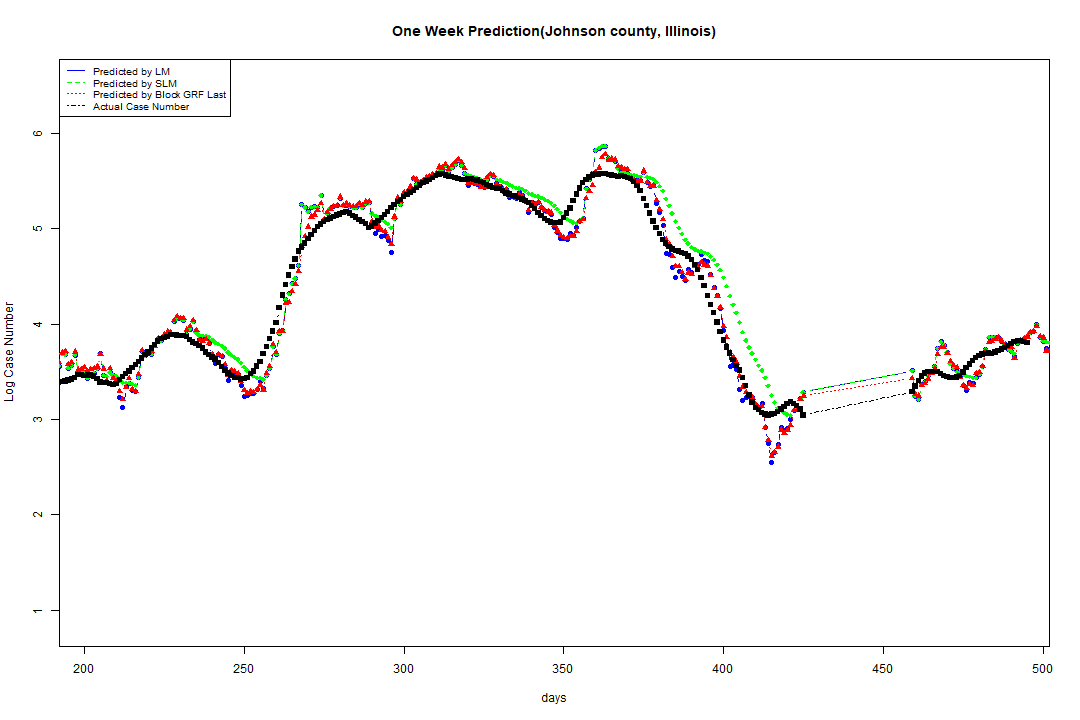 One Week Prediction(Johnson county, Illinois)
Predicted by LM
Predicted by SLM
Predicted by Block GRF Last
Actual Case Number
6
5
4
3
2
1
Log Case Number
200 250 300 350 400 450 500
days